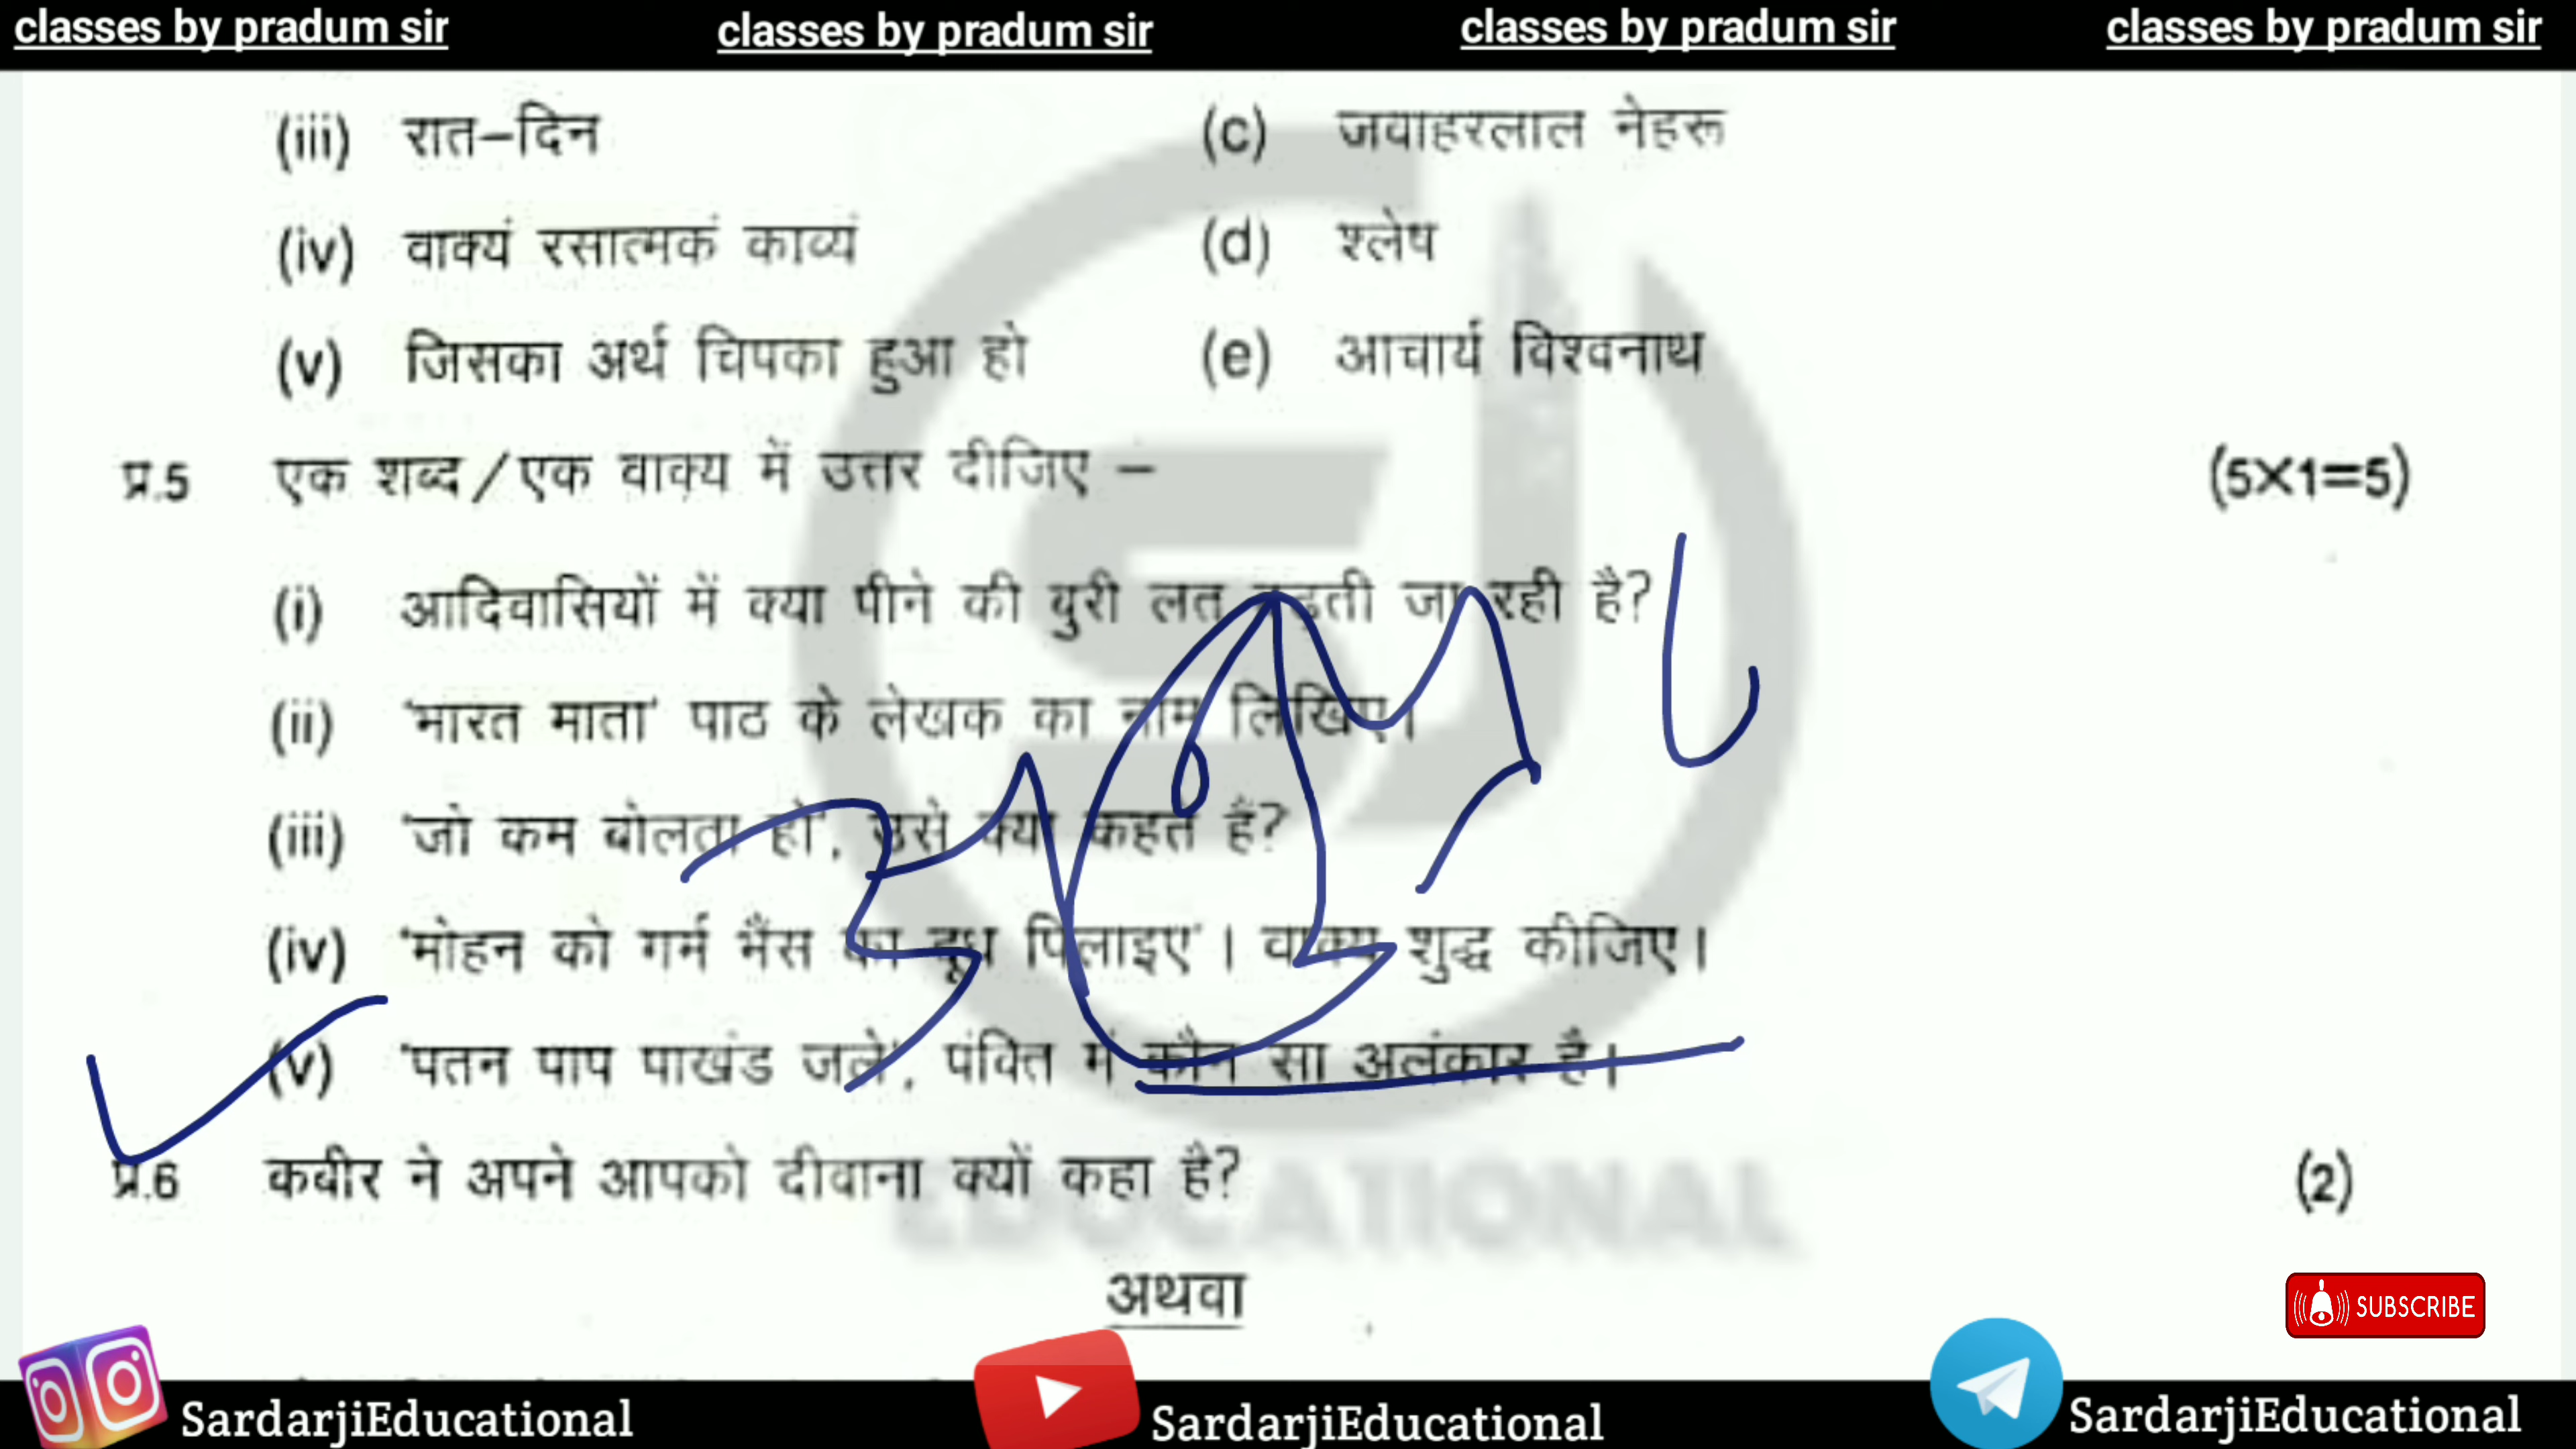 classes by pradum sir classes by pradum sir classes by pradum sir classes by pradum sir
(iii) रात–दिन (c) जवाहरलाल नेहरू
(iv) वाक्यं रसात्मकं काव्यं (d) श्लेष
(v) जिसका अर्थ चिपका हुआ हो (e) आचार्य विश्वनाथ
प्र.5 एक शब्द/एक वाक्य में उत्तर दीजिए – (5X1=5)
(i) आदिवासियों में क्या पीने की बुरी लत बढ़ती जा रही है?
(ii) 'भारत माता' पाठ के लेखक का नाम लिखिए।
(iii) 'जो कम बोलता हो', उसे क्या कहते हैं?
(iv) 'मोहन को गर्म भैंस का दूध पिलाइए'। वाक्य शुद्ध कीजिए।
(v) 'पतन पाप पाखंड जले', पंक्ति में कौन सा अलंकार है।
प्र.6 कबीर ने अपने आपको दीवाना क्यों कहा है? (2)
EDUCATIONAL
अथवा
SUBSCRIBE
SardarjiEducational SardarjiEducational SardarjiEducational